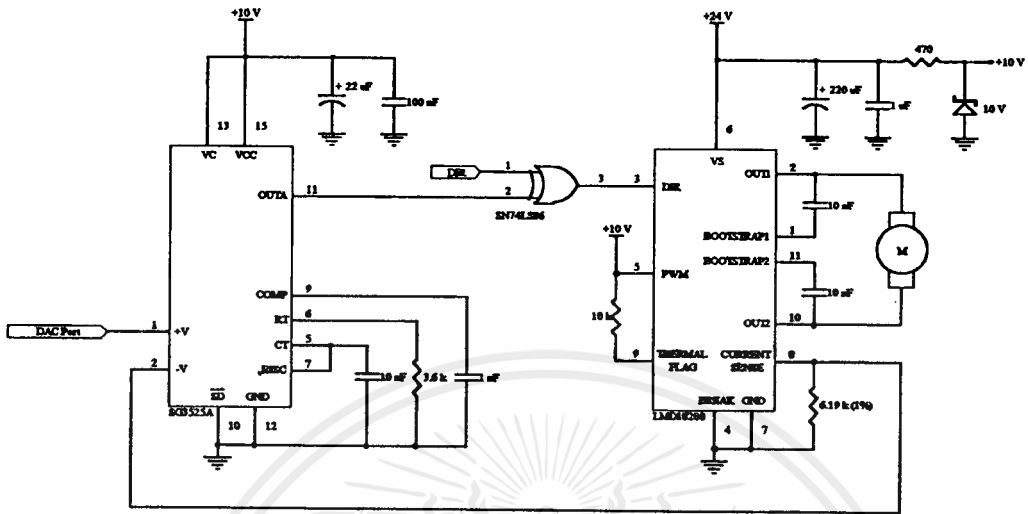 +10 V
+ 22 uF
100 nF
13
15
VC
VCC
OUTA
11
COMP
9
RT
6
CT
5
7
DAC Port
1
+V
2
-V
10 nF
3.6 k
1 nF
SD
GND
SG3525A
10
12
DIR
1
2
3
SN74LS86
+24 V
470
+10 V
+ 220 uF
1 uF
10 V
6
VS
3
DIR
OUT1
2
10 nF
BOOTSTRAP1
1
BOOTSTRAP2
11
10 nF
OUT2
10
M
+10 V
5
PWM
10 k
9
THERMAL
FLAG
CURRENT
SENSE
8
BREAK
GND
LMD18200
4
7
6.19 k (1%)